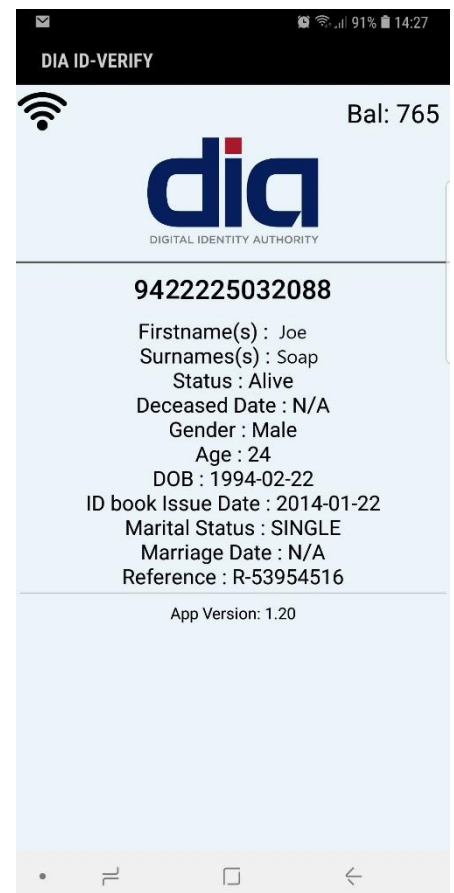 91% 14:27
DIA ID-VERIFY
Bal: 765
dia
DIGITAL IDENTITY AUTHORITY
9422225032088
Firstname(s) : Joe
Surnames(s) : Soap
Status : Alive
Deceased Date : N/A
Gender : Male
Age : 24
DOB : 1994-02-22
ID book Issue Date : 2014-01-22
Marital Status : SINGLE
Marriage Date : N/A
Reference : R-53954516
App Version: 1.20